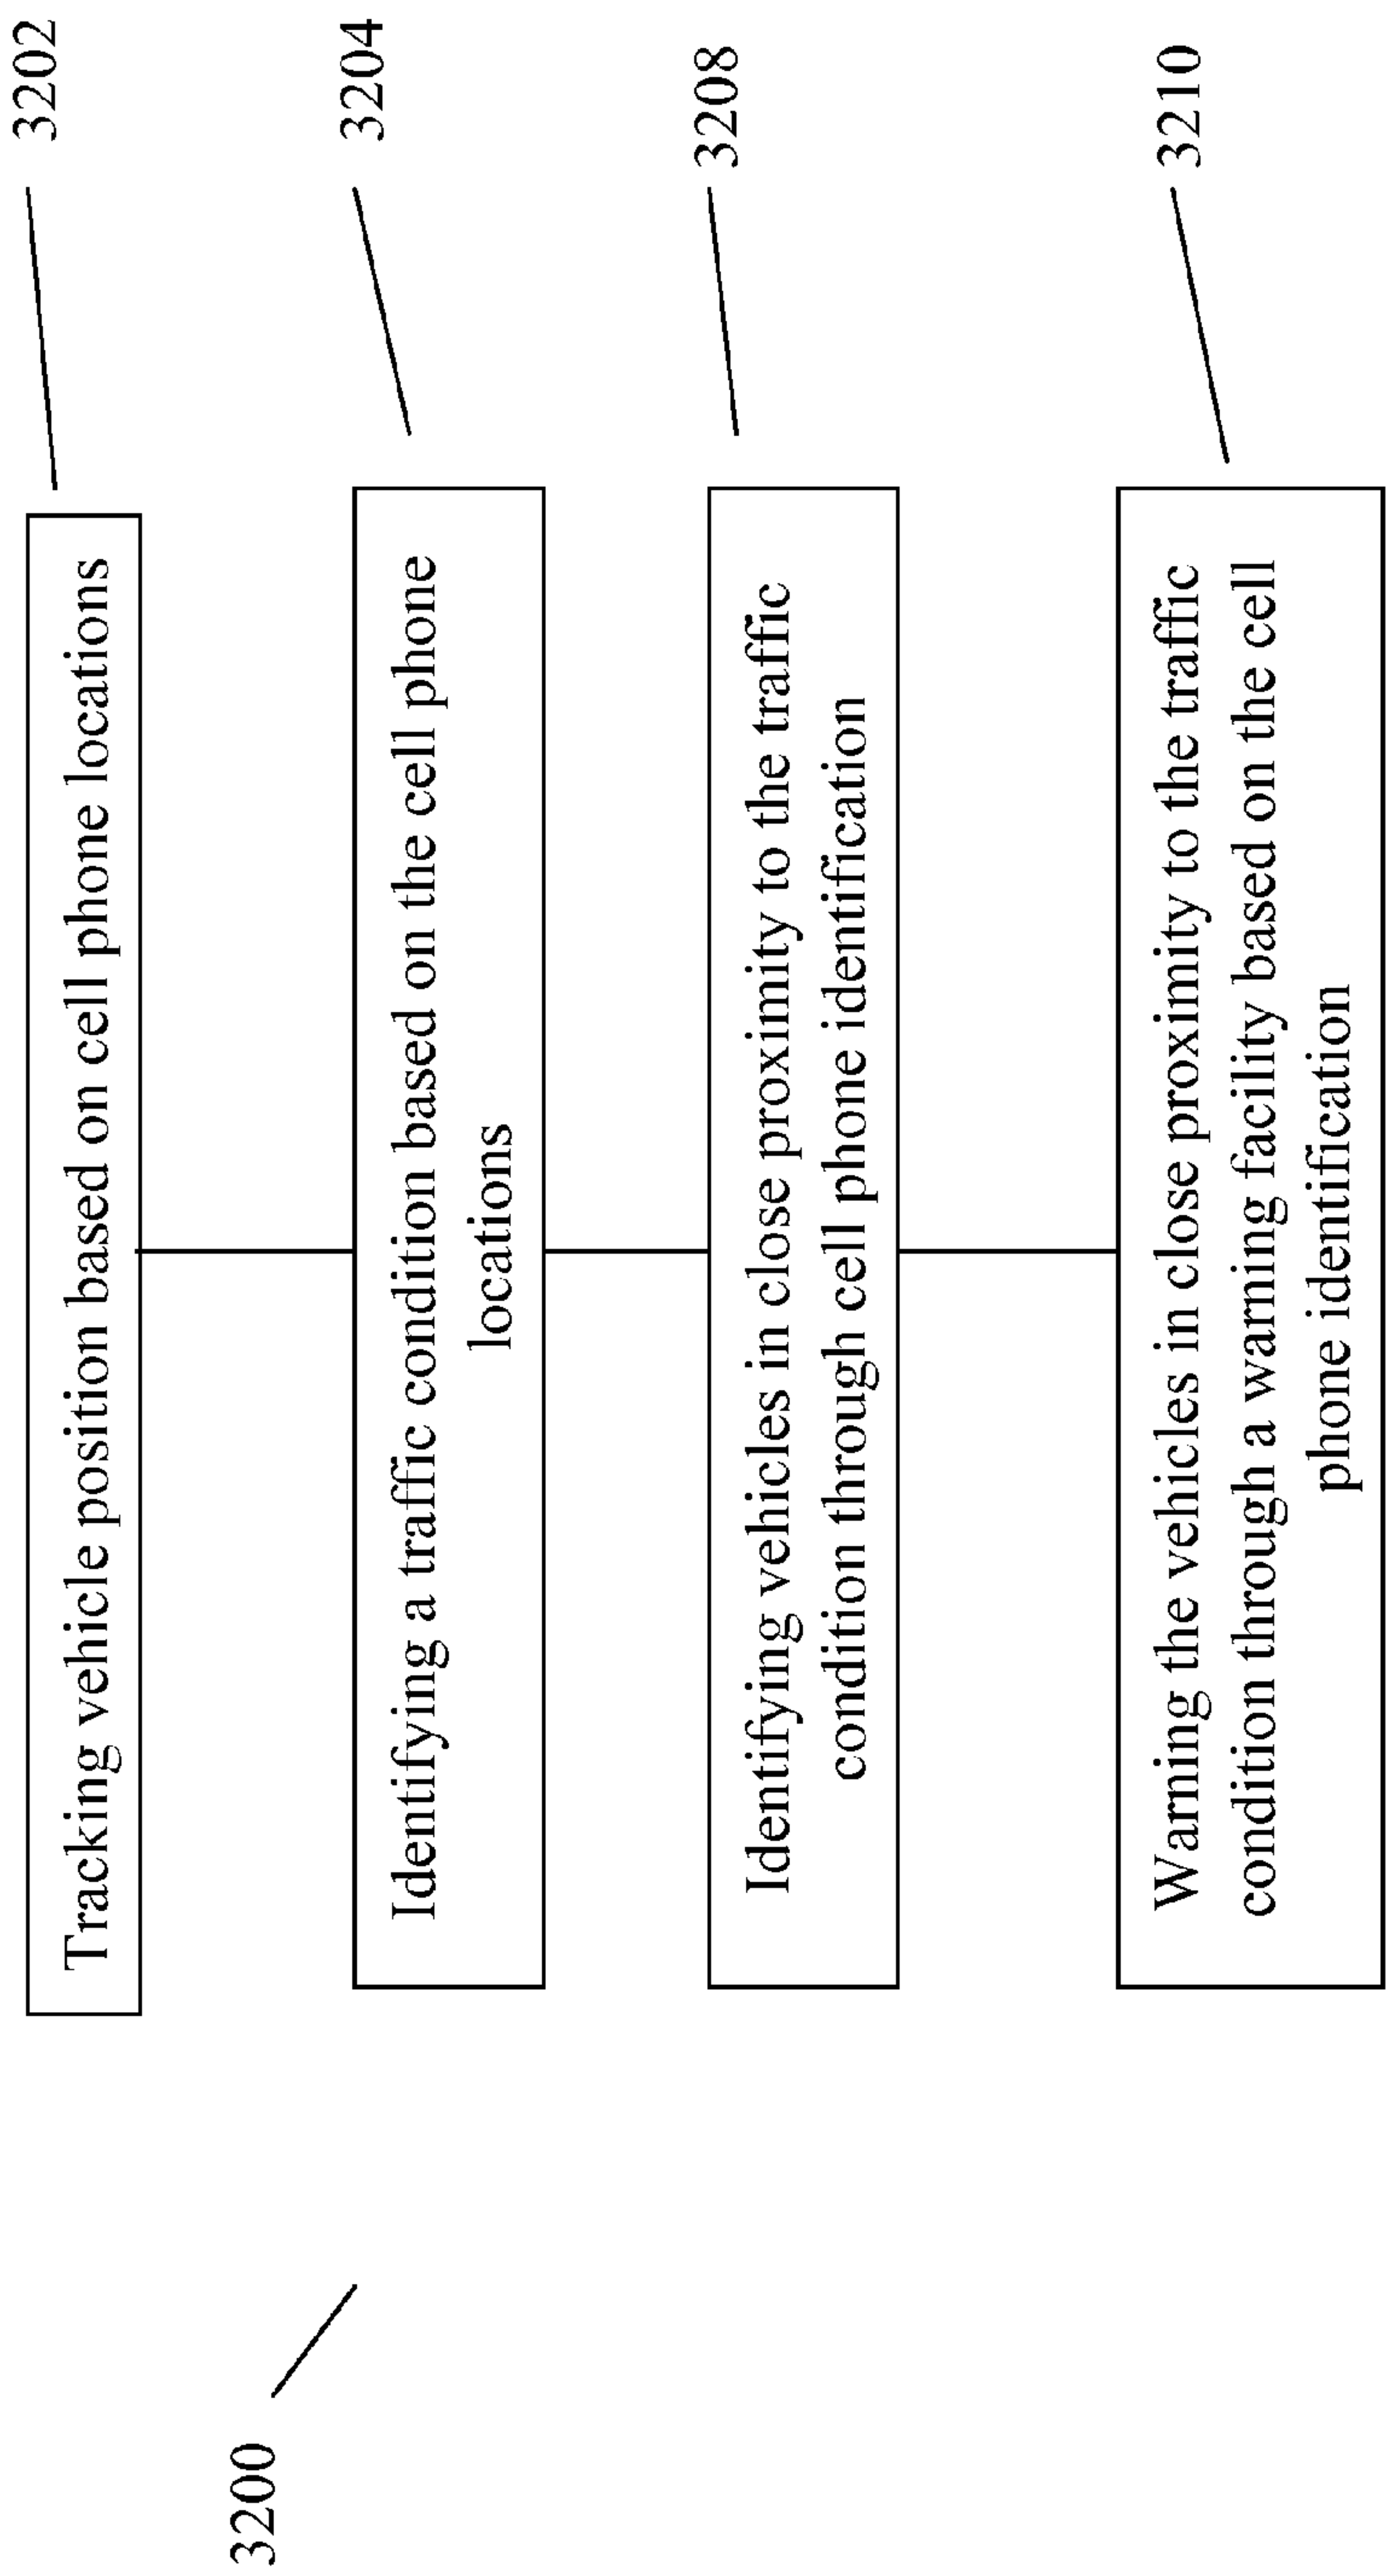 3200
Tracking vehicle position based on cell phone locations
3202
Identifying a traffic condition based on the cell phone
locations
3204
Identifying vehicles in close proximity to the traffic
condition through cell phone identification
3208
Warning the vehicles in close proximity to the traffic
condition through a warning facility based on the cell
phone identification
3210